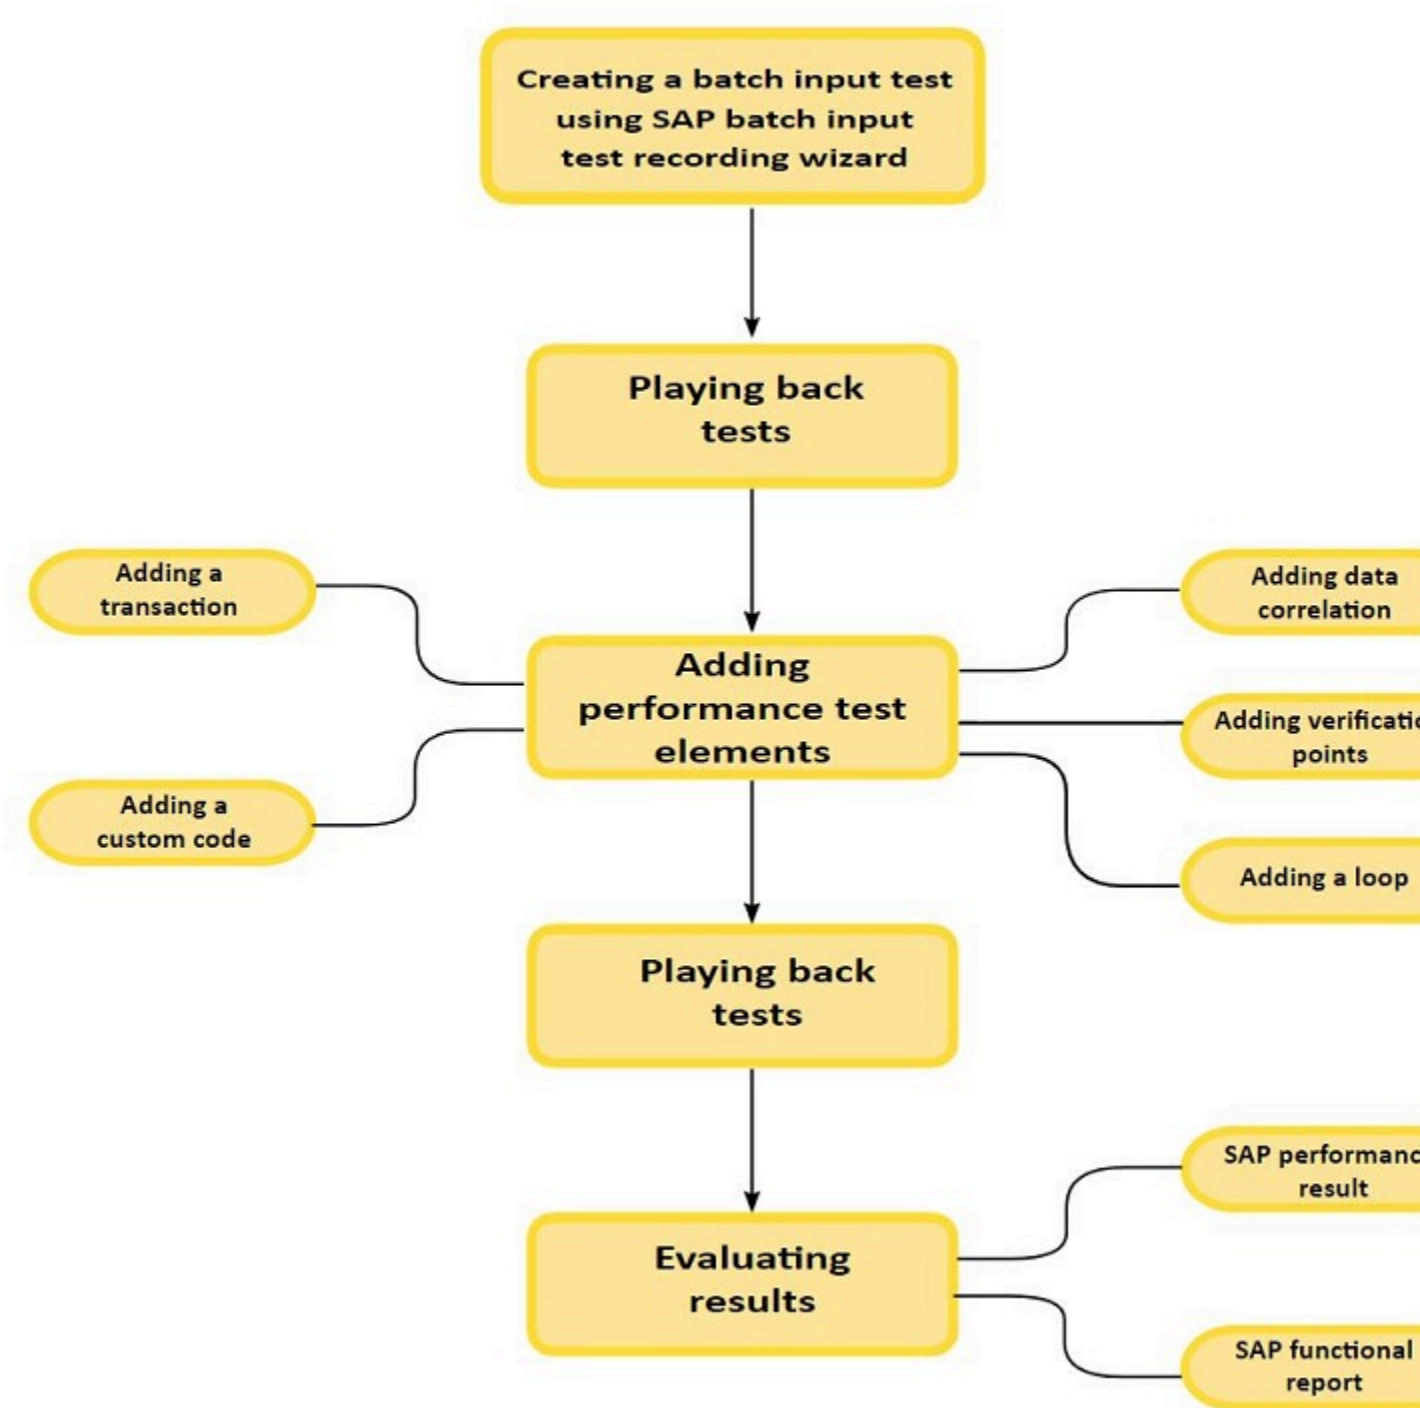 Creating a batch input test
using SAP batch input
test recording wizard
Playing back
tests
Adding a
transaction
Adding data
correlation
Adding
performance test
elements
Adding
points
Adding a
custom code
Adding a loop
Playing back
tests
SAP
result
Evaluating
results
SAP functional
report